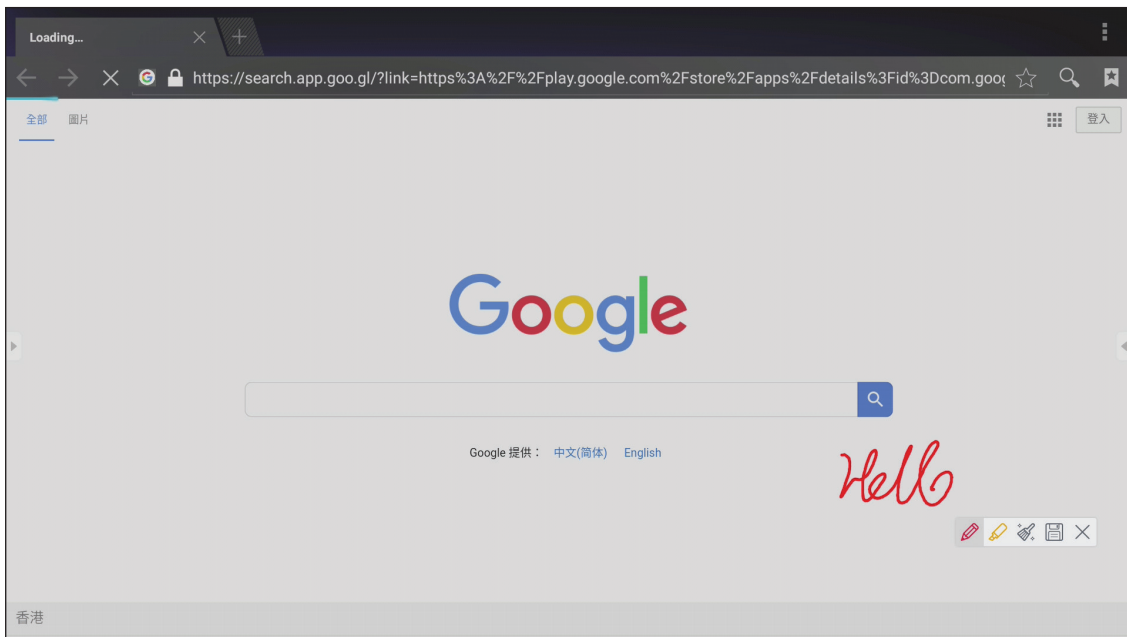 Loading...
https://search.app.goo.gl/?link=https%3A%2F%2Fplay.google.com%2Fstore%2Fapps%2Fdetails%3Fid%3Dcom.goog
全部 圖片 登入
Google
Google 提供： 中文(简体) English
Hello
香港